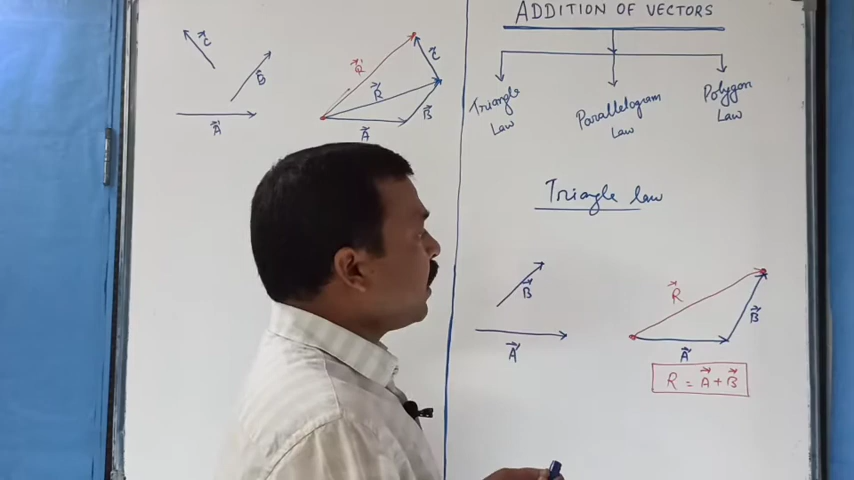 C⃗
B⃗
A⃗
R⃗'
C⃗
R⃗
B⃗
A⃗
ADDITION OF VECTORS
Triangle Law
Parallelogram Law
Polygon Law
Triangle law
B⃗
A⃗
R⃗
B⃗
A⃗
R = A⃗ + B⃗